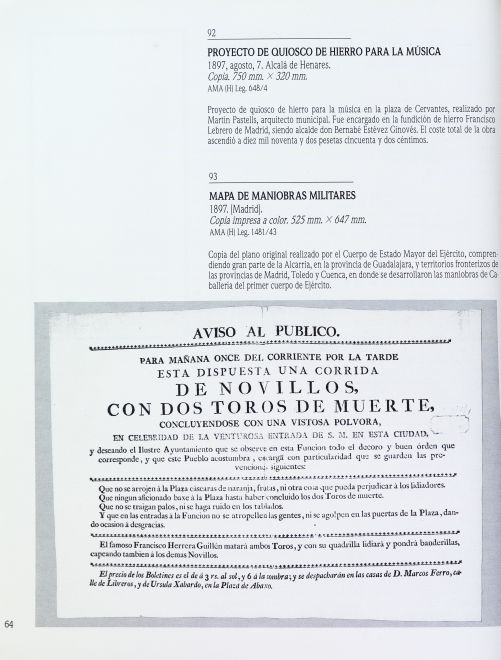 92
PROYECTO DE QUIOSCO DE HIERRO PARA LA MÚSICA
1897, agosto, 7. Alcalá de Henares.
Copia. 750 mm. × 320 mm.
AMA (H) Leg. 648/4
Proyecto de quiosco de hierro para la música en la plaza de Cervantes, realizado por
Martín Pastells, arquitecto municipal. Fue encargado en la fundición de hierro Francisco
Lebrero de Madrid, siendo alcalde don Bernabé Estévez Ginovés. El coste total de la obra
ascendió a diez mil noventa y dos pesetas cincuenta y dos céntimos.
93
MAPA DE MANIOBRAS MILITARES
1897. [Madrid].
Copia impresa a color. 525 mm. × 647 mm.
AMA (H) Leg. 1481/43
Copia del plano original realizado por el Cuerpo de Estado Mayor del Ejército, compren-
diendo gran parte de la Alcarria, en la provincia de Guadalajara, y territorios fronterizos de
las provincias de Madrid, Toledo y Cuenca, en donde se desarrollaron las maniobras de Ca-
ballería del primer cuerpo de Ejército.
AVISO AL PUBLICO.
PARA MAÑANA ONCE DEL CORRIENTE POR LA TARDE
ESTA DISPUESTA UNA CORRIDA
DE NOVILLOS,
CON DOS TOROS DE MUERTE,
CONCLUYENDOSE CON UNA VISTOSA POLVORA,
EN CELEBRIDAD DE LA VENTUROSA ENTRADA DE S. M. EN ESTA CIUDAD,
y deseando el Ilustre Ayuntamiento que se observe en esta Funcion todo el decoro y buen órden que
corresponde, y que este Pueblo acostumbra, encarga con particularidad que se guarden las pre-
venciones siguientes:
Que no se arrojen à la Plaza cáscaras de naranja, frutas, ni otra cosa que pueda perjudicar à los lidiadores.
Que ningun aficionado baxe à la Plaza hasta haber concluido los dos Toros de muerte.
Que no se traigan palos, ni se haga ruido en los tablados.
Y que en las entradas à la Funcion no se atropellen las gentes, ni se agolpen en las puertas de la Plaza, dan-
do ocasion à desgracias.
El famoso Francisco Herrera Guillén matará ambos Toros, y con su quadrilla lidiará y pondrá banderillas,
capeando tambien à los demas Novillos.
El precio de los Boletines es el de á 3 rs. al sol, y 6 á la sombra; y se despacharán en las casas de D. Marcos Ferro, ca-
lle de Libreros, y de Ursula Xabardo, en la Plaza de Abaxo.
64